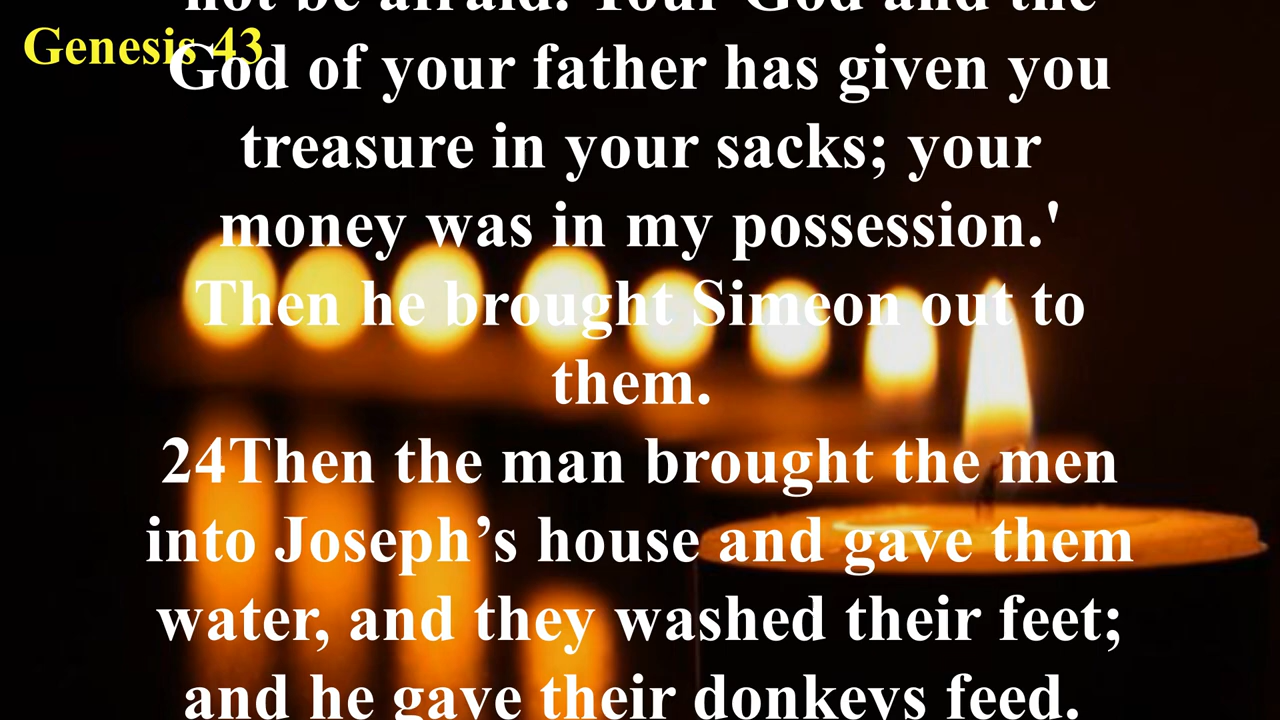 Genesis 43
not be afraid. Your God and the
God of your father has given you
treasure in your sacks; your
money was in my possession.'
Then he brought Simeon out to
them.
24Then the man brought the men
into Joseph’s house and gave them
water, and they washed their feet;
and he gave their donkeys feed.